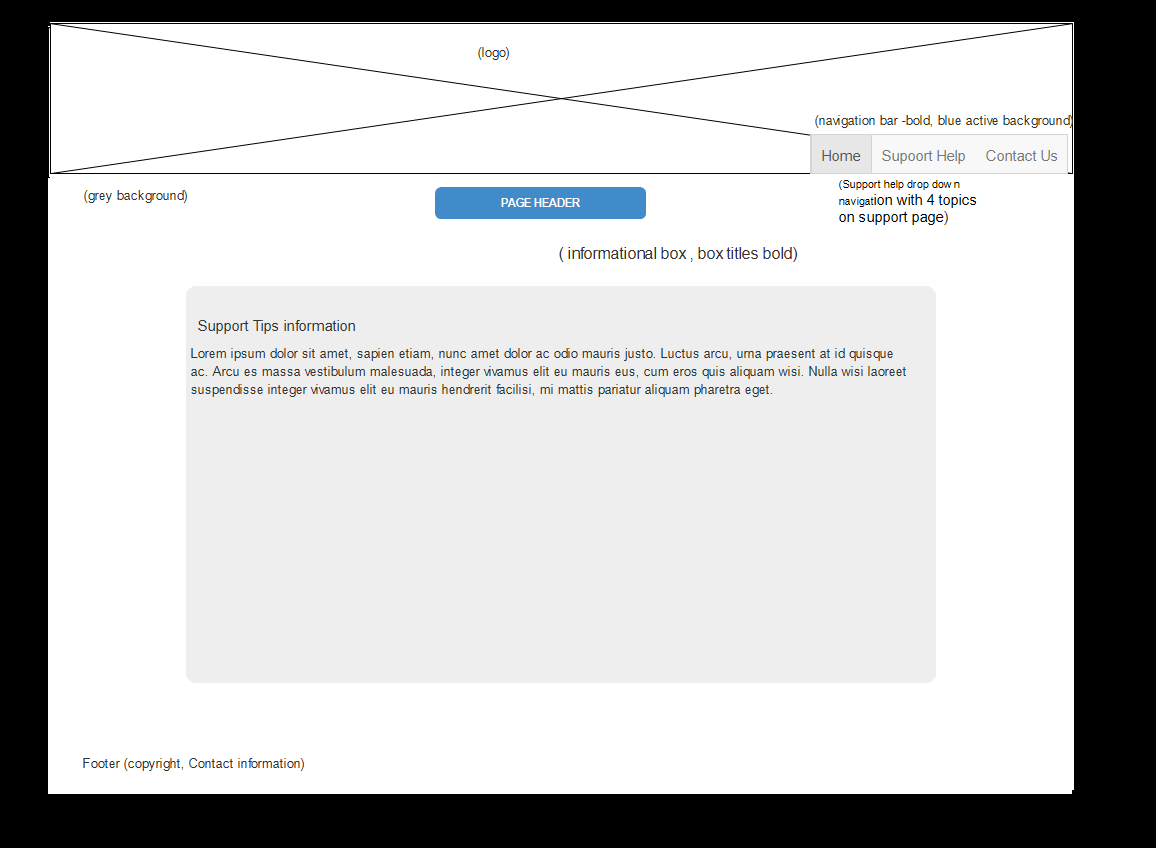 (logo)
(navigation bar -bold, blue active background)
Home Supoort Help Contact Us
(grey background)
PAGE HEADER
(Support help drop down
navigation with 4 topics
on support page)
( informational box , box titles bold)
Support Tips information
Lorem ipsum dolor sit amet, sapien etiam, nunc amet dolor ac odio mauris justo. Luctus arcu, urna praesent at id quisque
ac. Arcu es massa vestibulum malesuada, integer vivamus elit eu mauris eus, cum eros quis aliquam wisi. Nulla wisi laoreet
suspendisse integer vivamus elit eu mauris hendrerit facilisi, mi mattis pariatur aliquam pharetra eget.
Footer (copyright, Contact information)